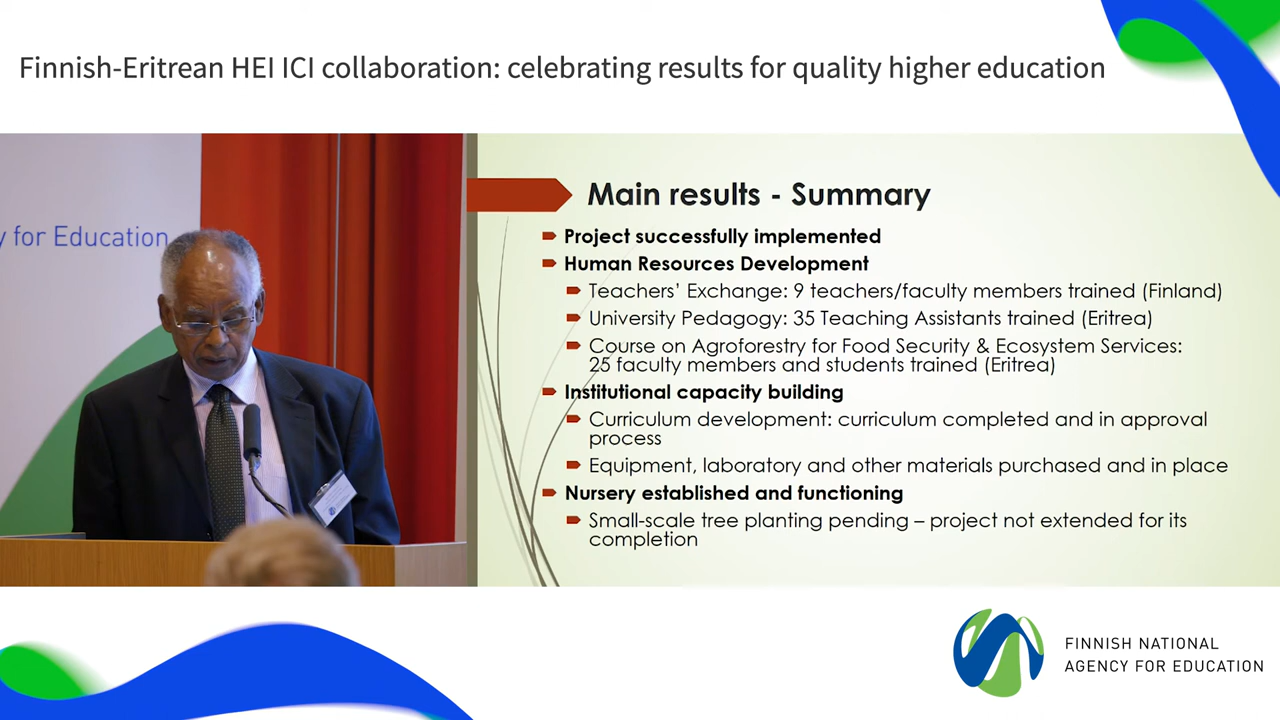 Finnish-Eritrean HEI ICI collaboration: celebrating results for quality higher education
y for Education
Main results - Summary
Project successfully implemented
Human Resources Development
Teachers’ Exchange: 9 teachers/faculty members trained (Finland)
University Pedagogy: 35 Teaching Assistants trained (Eritrea)
Course on Agroforestry for Food Security & Ecosystem Services:
25 faculty members and students trained (Eritrea)
Institutional capacity building
Curriculum development: curriculum completed and in approval
process
Equipment, laboratory and other materials purchased and in place
Nursery established and functioning
Small-scale tree planting pending – project not extended for its
completion
FINNISH NATIONAL
AGENCY FOR EDUCATION